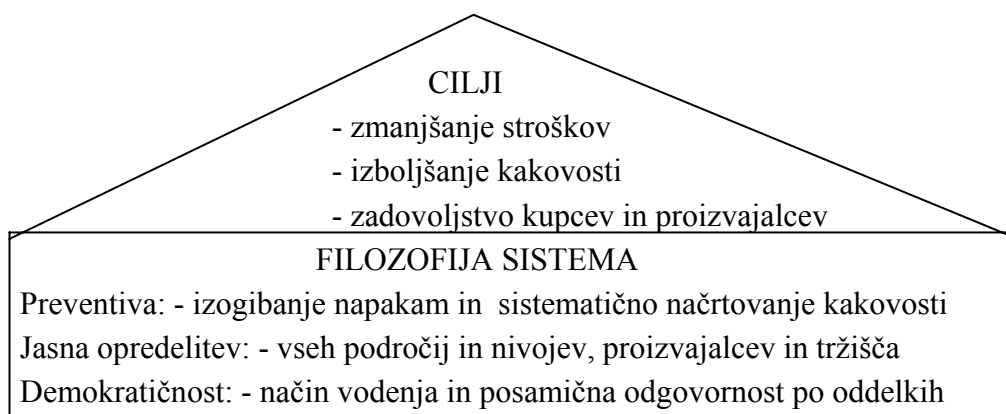 CILJI
- zmanjšanje stroškov
- izboljšanje kakovosti
- zadovoljstvo kupcev in proizvajalcev
FILOZOFIJA SISTEMA
Preventiva: - izogibanje napakam in sistematično načrtovanje kakovosti
Jasna opredelitev: - vseh področij in nivojev, proizvajalcev in tržišča
Demokratičnost: - način vodenja in posamična odgovornost po oddelkih